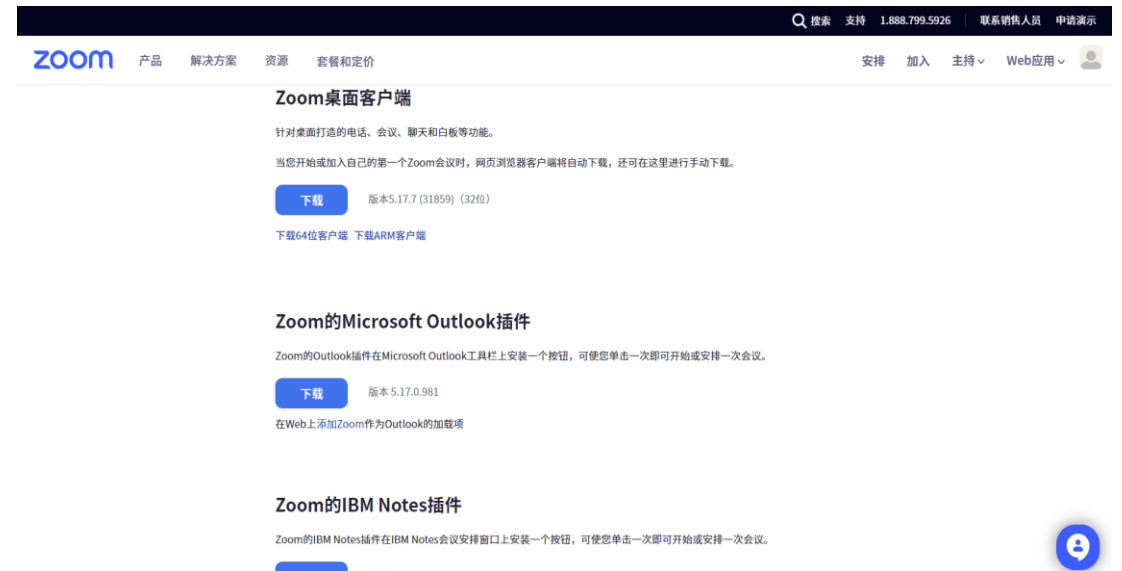 搜索 支持 1.888.799.5926 联系销售人员 申请演示
zoom 产品 解决方案 资源 套餐和定价 安排 加入 主持 Web应用
Zoom桌面客户端
针对桌面打造的电话、会议、聊天和白板等功能。
当您开始或加入自己的第一个Zoom会议时，网页浏览器客户端将自动下载，还可在这里进行手动下载。
下载 版本5.17.7 (31859)（32位）
下载64位客户端 下载ARM客户端
Zoom的Microsoft Outlook插件
Zoom的Outlook插件在Microsoft Outlook工具栏上安装一个按钮，可使您单击一次即可开始或安排一次会议。
下载 版本 5.17.0.981
在Web上添加Zoom作为Outlook的加载项
Zoom的IBM Notes插件
Zoom的IBM Notes插件在IBM Notes会议安排窗口上安装一个按钮，可使您单击一次即可开始或安排一次会议。